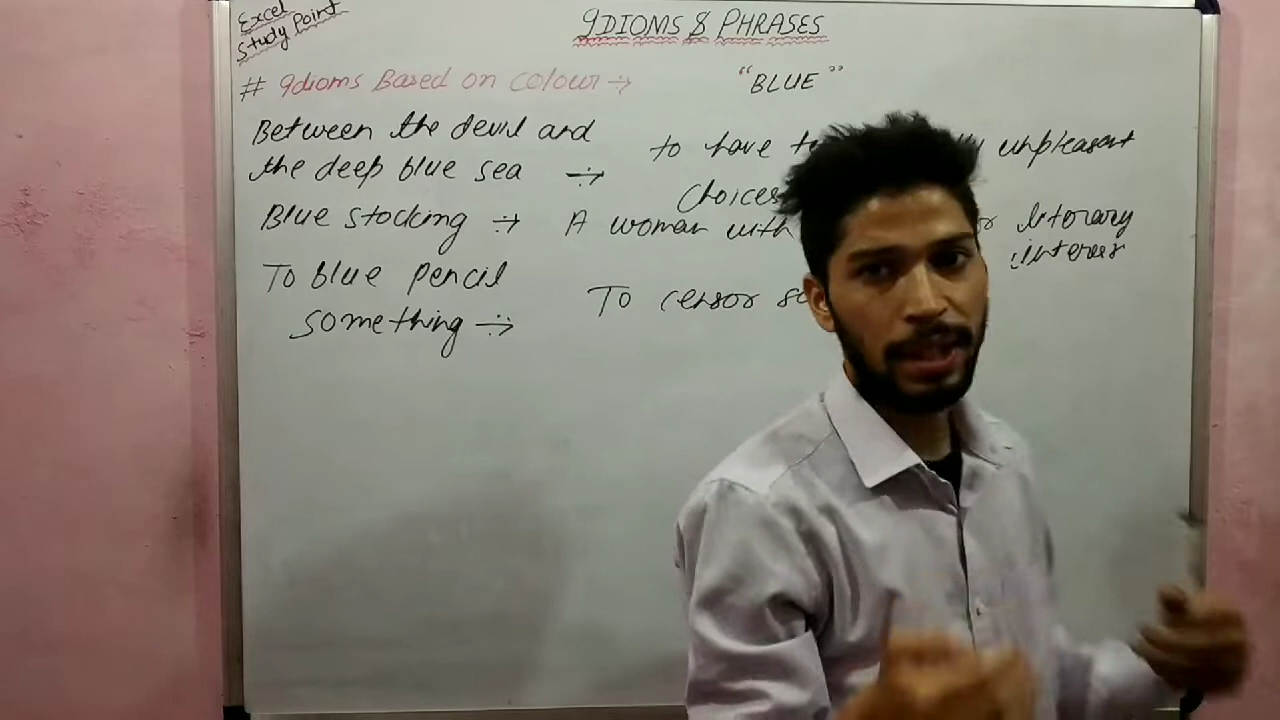 Excel
Study Point
IDIOMS & PHRASES
# Idioms Based on colour → "BLUE"
Between the devil and
the deep blue sea ÷→ to have unpleasant
choices
Blue stocking ÷→ A woman with literary
To blue pencil
something ÷→ To censor